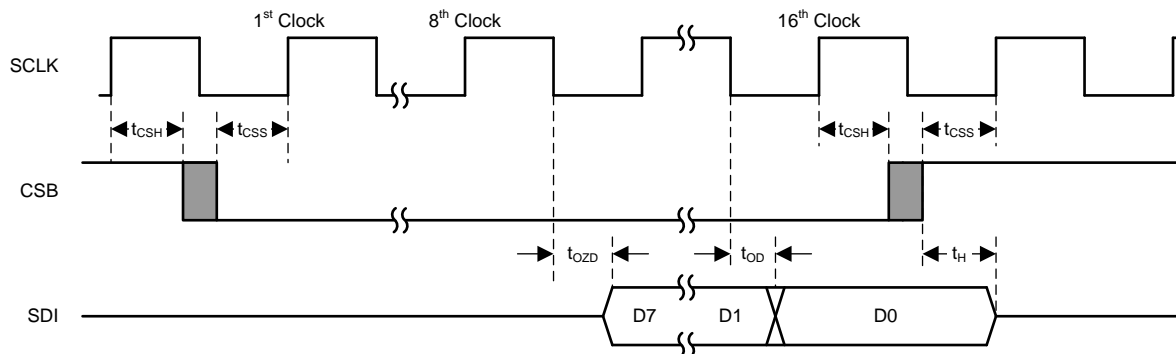 1st Clock 8th Clock 16th Clock
SCLK
tCSH tCSS tCSH tCSS
CSB
tOZD tOD tH
SDI D7 D1 D0